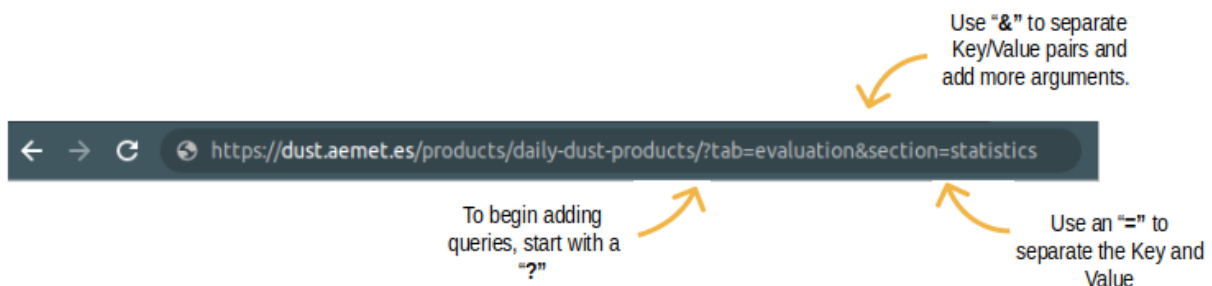 Use “&” to separate
Key/Value pairs and
add more arguments.
https://dust.aemet.es/products/daily-dust-products/?tab=evaluation&section=statistics
To begin adding
queries, start with a
“?”
Use an “=” to
separate the Key and
Value